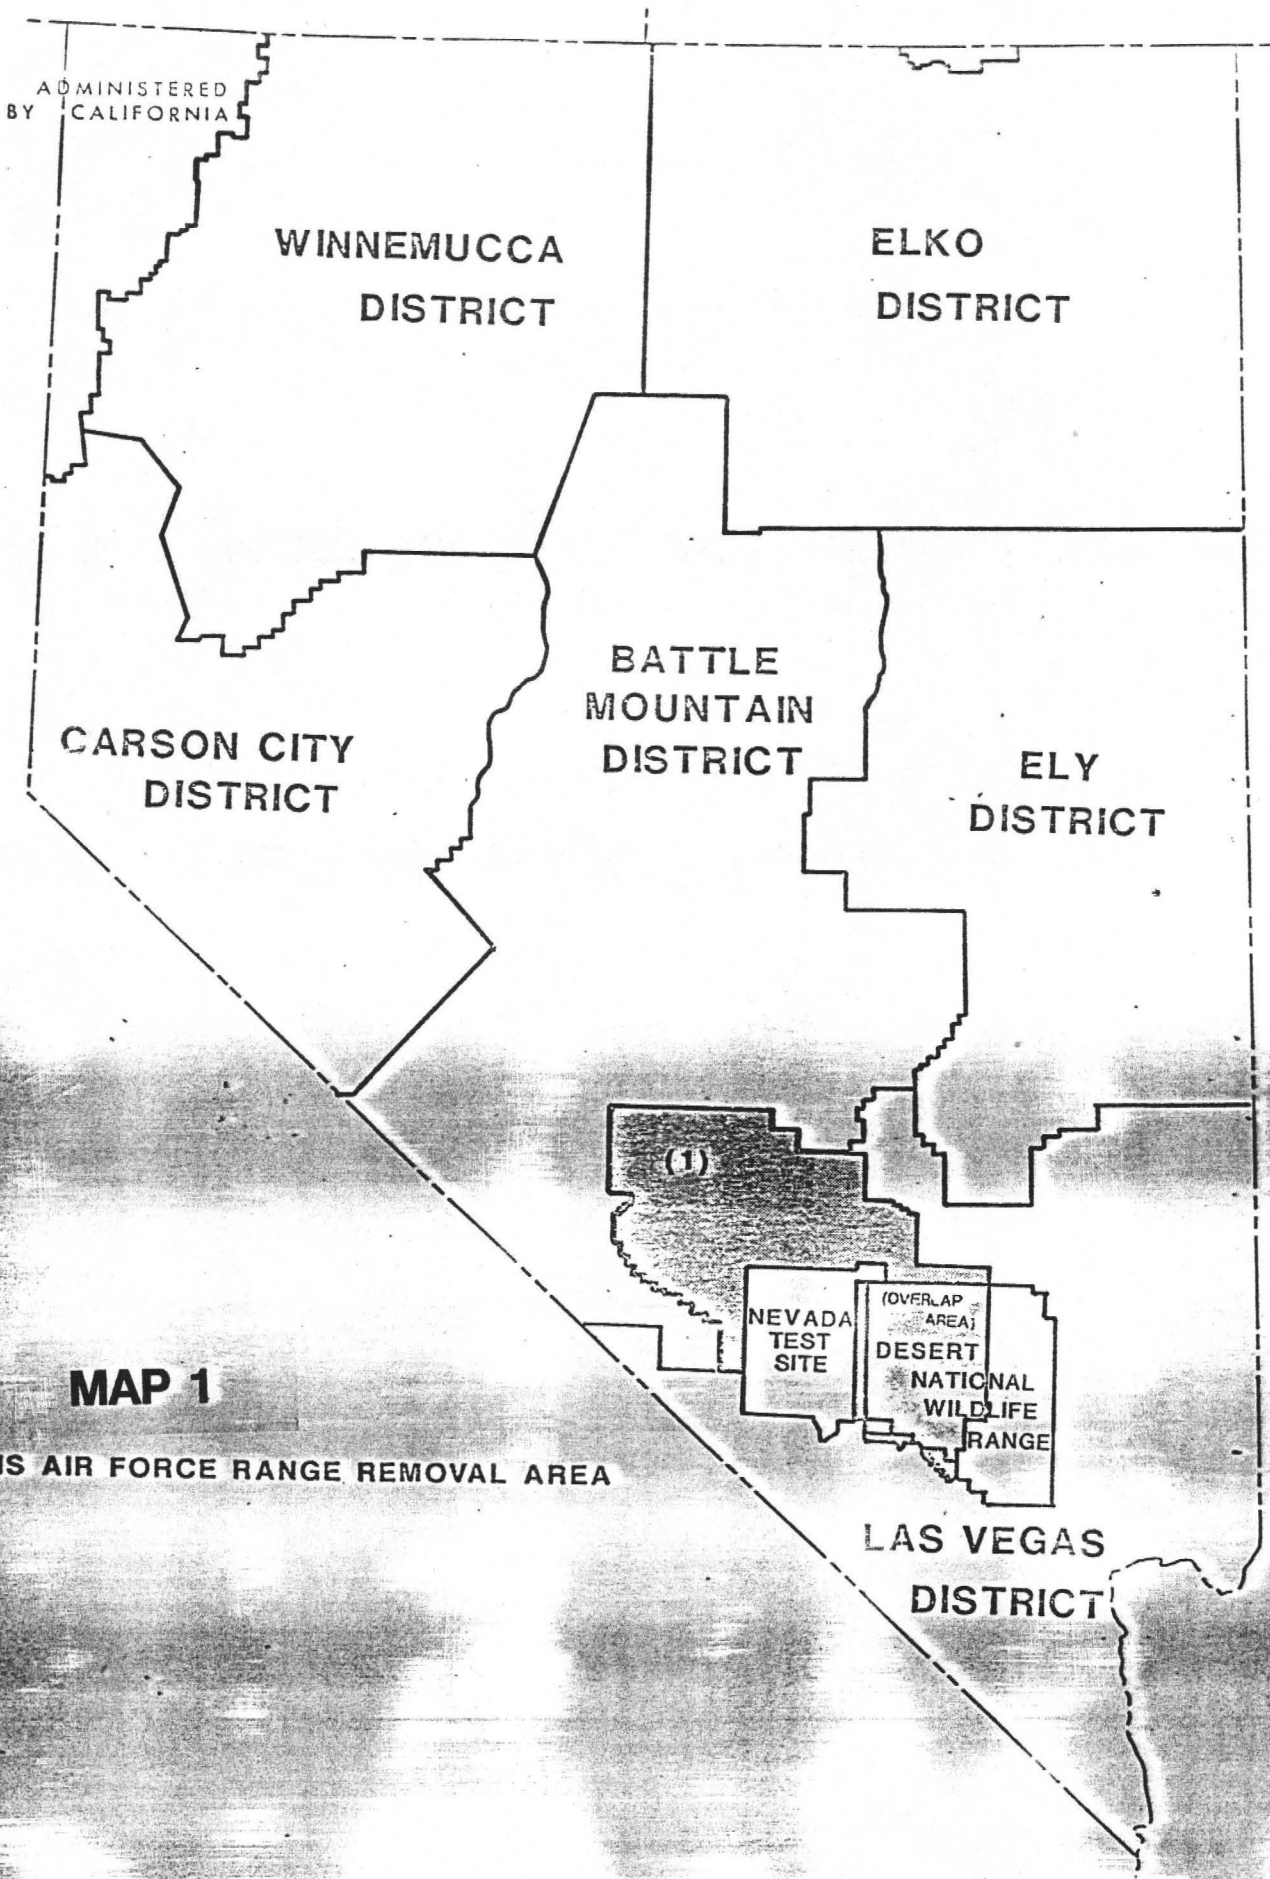 ADMINISTERED
BY CALIFORNIA
WINNEMUCCA
DISTRICT
ELKO
DISTRICT
BATTLE
MOUNTAIN
DISTRICT
CARSON CITY
DISTRICT
ELY
DISTRICT
(1)
NEVADA
TEST
SITE
(OVERLAP
AREA)
DESERT
NATIONAL
WILDLIFE
RANGE
MAP 1
IS AIR FORCE RANGE REMOVAL AREA
LAS VEGAS
DISTRICT